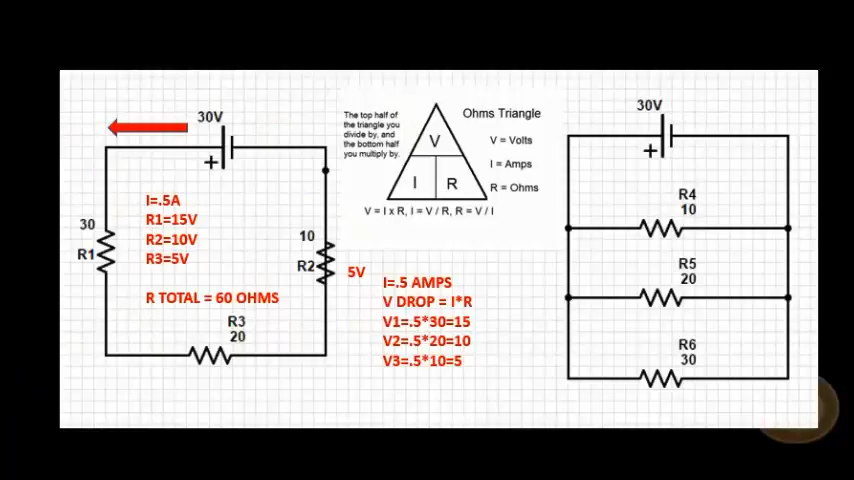 30V
+
I=.5A
R1=15V
R2=10V
R3=5V
R TOTAL = 60 OHMS
30
R1
10
R2
5V
R3
20
The top half of
the triangle you
divide by, and
the bottom half
you multiply by.
V
I
R
Ohms Triangle
V = Volts
I = Amps
R = Ohms
V = I x R, I = V / R, R = V / I
I=.5 AMPS
V DROP = I*R
V1=.5*30=15
V2=.5*20=10
V3=.5*10=5
30V
+
R4
10
R5
20
R6
30